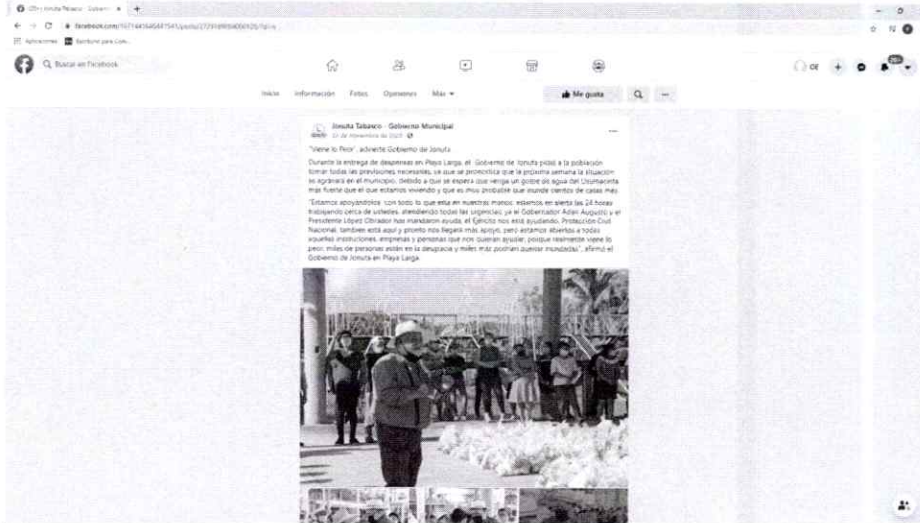 facebook.com/
Buscar en Facebook
20+
Inicio Información Fotos Opiniones Más
Me gusta
Jonuta Tabasco - Gobierno Municipal
de noviembre de
"Viene lo Peor", advierte Gobierno de Jonuta
Durante la entrega de despensas en Playa Larga, el Gobierno de Jonuta pidió a la población
tomar todas las previsiones necesarias, ya que se pronostica que la próxima semana la situación
se agravará en el municipio, debido a que se espera que venga un golpe de agua del Usumacinta
más fuerte que el que estamos viviendo y que es muy probable que inunde cientos de casas más
"Estamos apoyándolos con todo lo que esta en nuestras manos, estamos en alerta las 24 horas
trabajando cerca de ustedes, atendiendo todas las urgencias; ya el Gobernador Adán Augusto y el
Presidente López Obrador nos mandaron ayuda, el Ejército nos está ayudando, Protección Civil
Nacional, también está aquí y pronto nos llegará más apoyo, pero estamos abiertos a todas
aquellas instituciones, empresas y personas que nos quieran ayudar, porque realmente viene lo
peor, miles de personas están en la desgracia y miles más podrían quedar inundadas", afirmó el
Gobierno de Jonuta en Playa Larga.